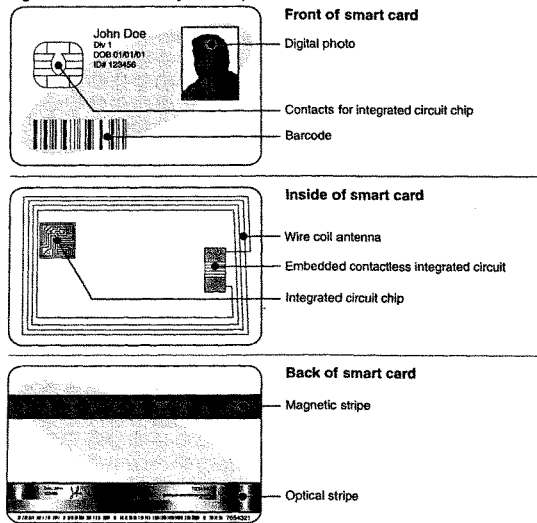 Front of smart card
John Doe
Div 1
DOB 01/01/01
ID# 123456
Digital photo
Contacts for integrated circuit chip
Barcode
Inside of smart card
Wire coil antenna
Embedded contactless integrated circuit
Integrated circuit chip
Back of smart card
Magnetic stripe
Optical stripe
7654321